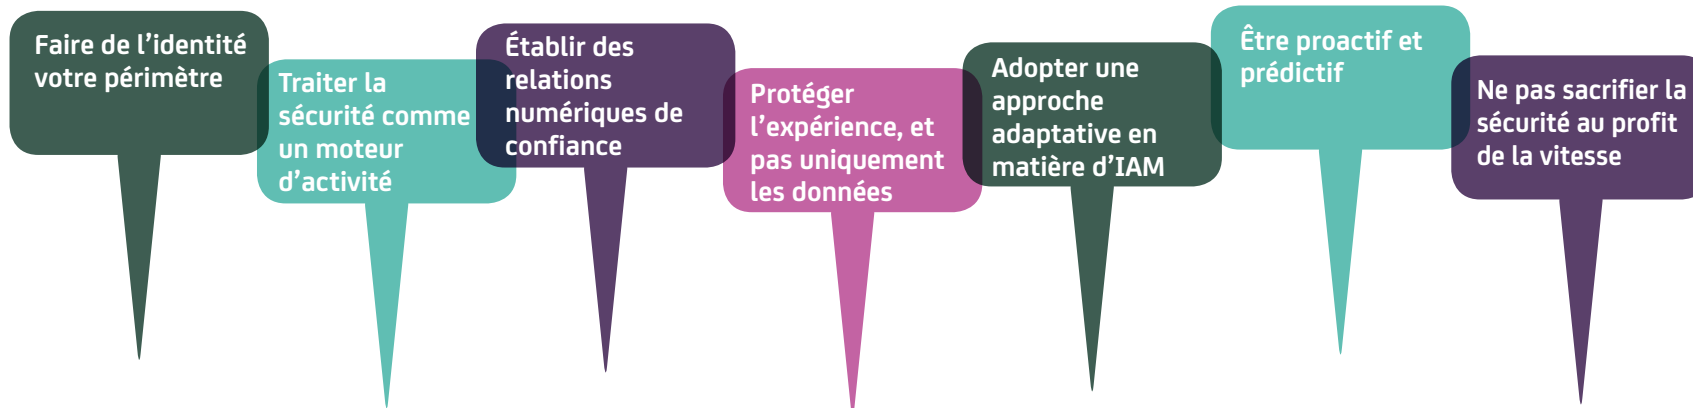 Faire de l’identité
votre périmètre
Traiter la
sécurité comme
un moteur
d’activité
Établir des
relations
numériques de
confiance
Protéger
l’expérience, et
pas uniquement
les données
Adopter une
approche
adaptative en
matière d’IAM
Être proactif et
prédictif
Ne pas sacrifier la
sécurité au profit
de la vitesse